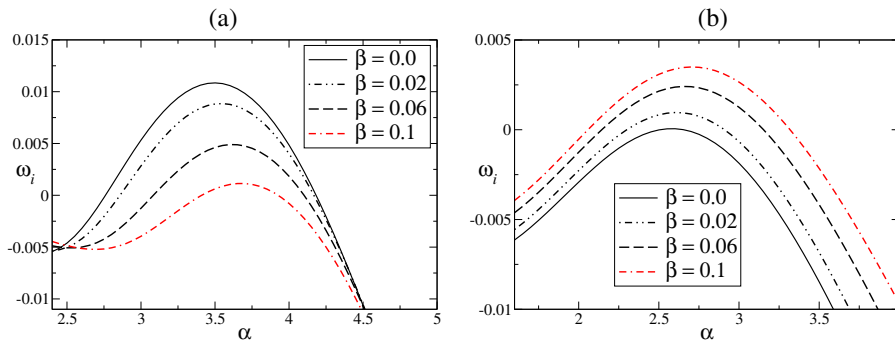 (a)
0.015
0.01
0.005
0
-0.005
-0.01
ωi
2.5 3 3.5 4 4.5 5
α
β = 0.0
β = 0.02
β = 0.06
β = 0.1
(b)
0.005
0
-0.005
-0.01
ωi
2 2.5 3 3.5
α
β = 0.0
β = 0.02
β = 0.06
β = 0.1